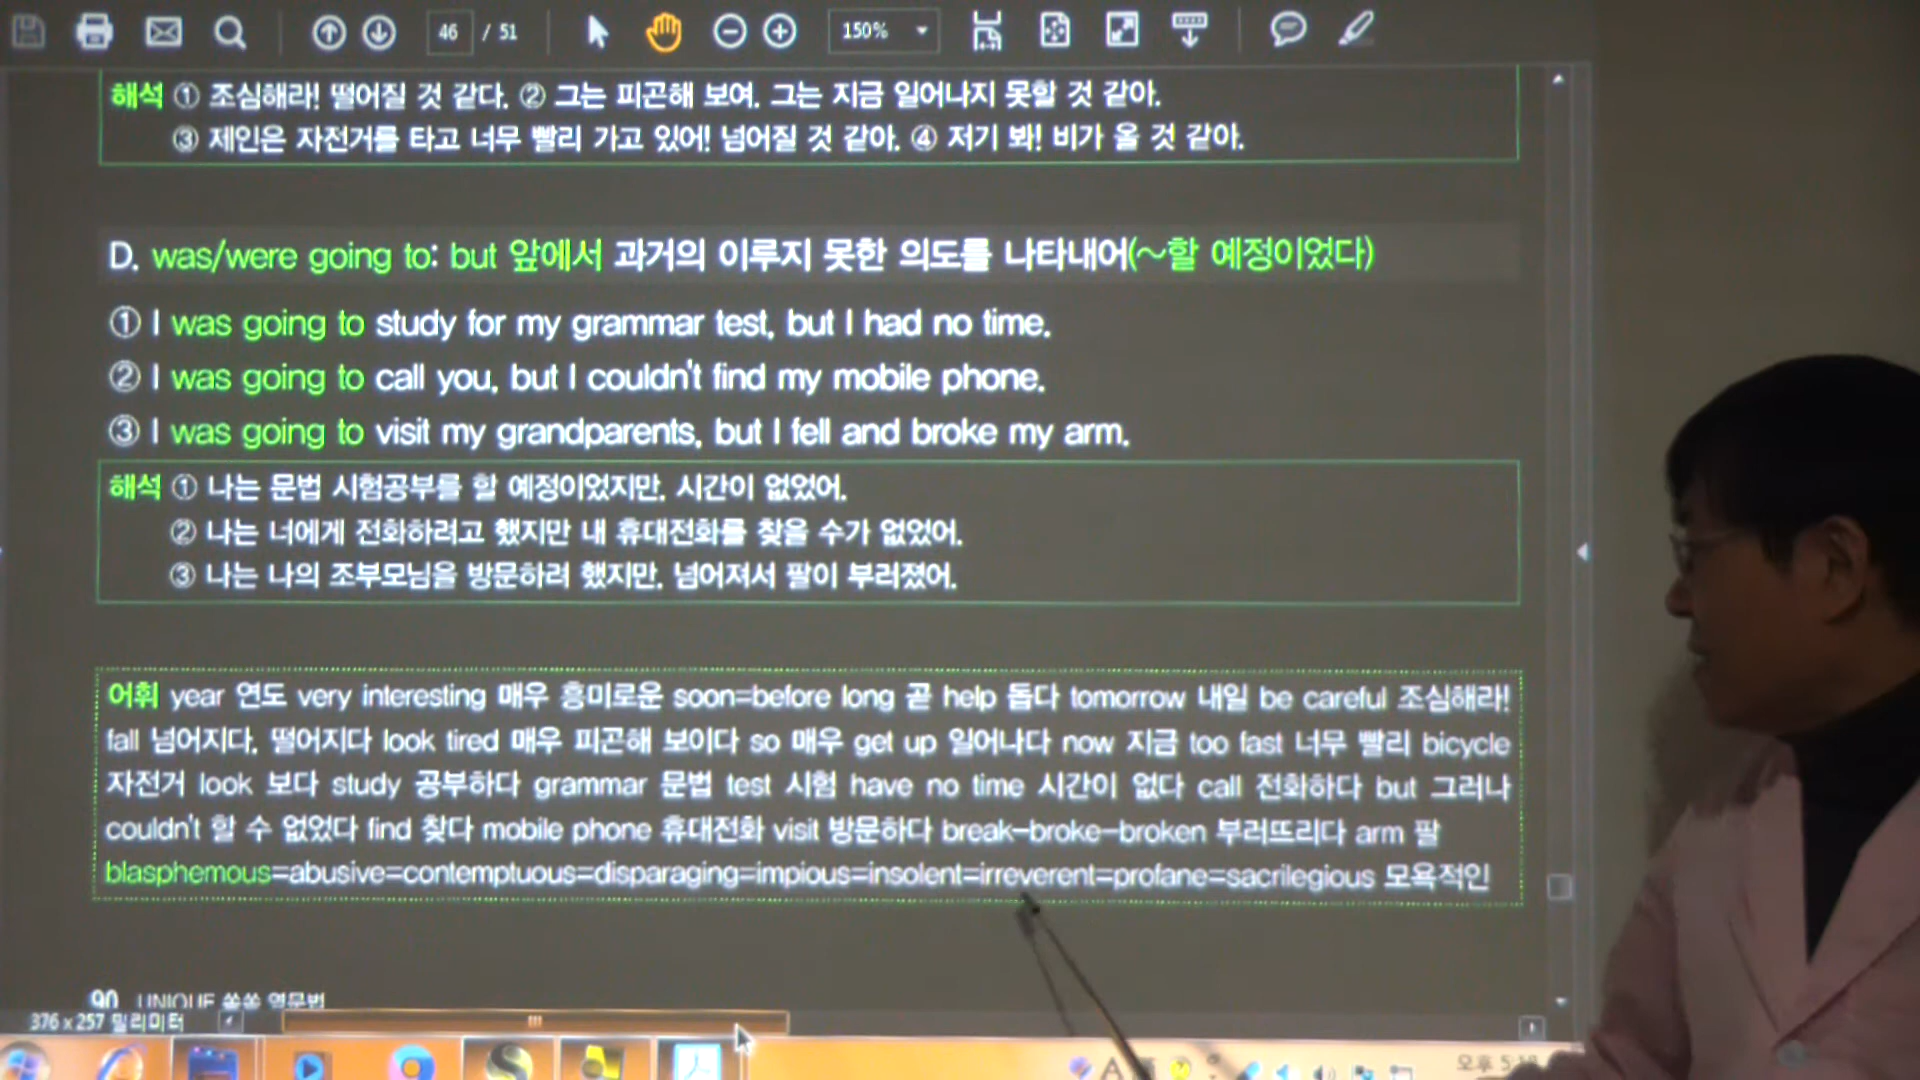 46 / 51
150%
해석 ① 조심해라! 떨어질 것 같다. ② 그는 피곤해 보여. 그는 지금 일어나지 못할 것 같아.
③ 제인은 자전거를 타고 너무 빨리 가고 있어! 넘어질 것 같아. ④ 저기 봐! 비가 올 것 같아.
D. was/were going to: but 앞에서 과거의 이루지 못한 의도를 나타내어(~할 예정이었다)
① I was going to study for my grammar test, but I had no time.
② I was going to call you, but I couldn't find my mobile phone.
③ I was going to visit my grandparents, but I fell and broke my arm.
해석 ① 나는 문법 시험공부를 할 예정이었지만, 시간이 없었어.
② 나는 너에게 전화하려고 했지만 내 휴대전화를 찾을 수가 없었어.
③ 나는 나의 조부모님을 방문하려 했지만, 넘어져서 팔이 부러졌어.
어휘 year 연도 very interesting 매우 흥미로운 soon=before long 곧 help 돕다 tomorrow 내일 be careful 조심해라!
fall 넘어지다, 떨어지다 look tired 매우 피곤해 보이다 so 매우 get up 일어나다 now 지금 too fast 너무 빨리 bicycle
자전거 look 보다 study 공부하다 grammar 문법 test 시험 have no time 시간이 없다 call 전화하다 but 그러나
couldn't 할 수 없었다 find 찾다 mobile phone 휴대전화 visit 방문하다 break-broke-broken 부러뜨리다 arm 팔
blasphemous=abusive=contemptuous=disparaging=impious=insolent=irreverent=profane=sacrilegious 모욕적인
90 UNIQUE 쏙쏙 영문법
376 x 257 밀리미터